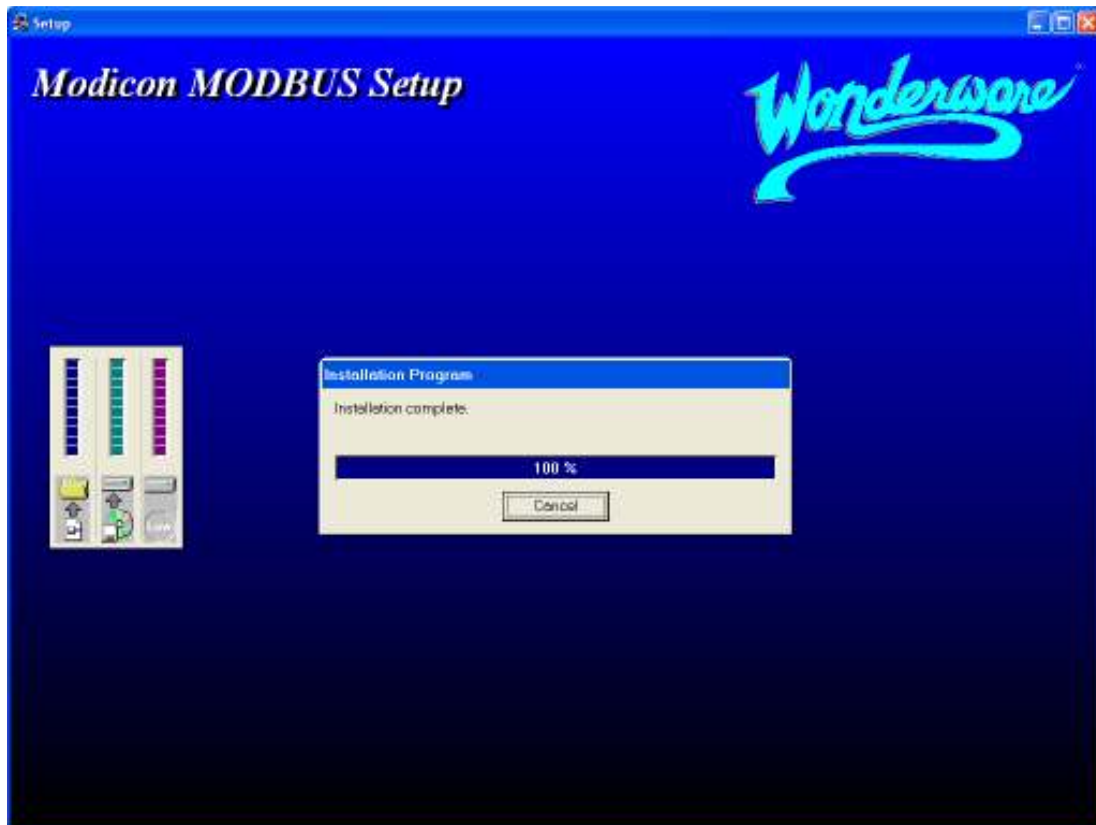 Setup
Modicon MODBUS Setup
Wonderware
Installation Program
Installation complete.
100 %
Cancel